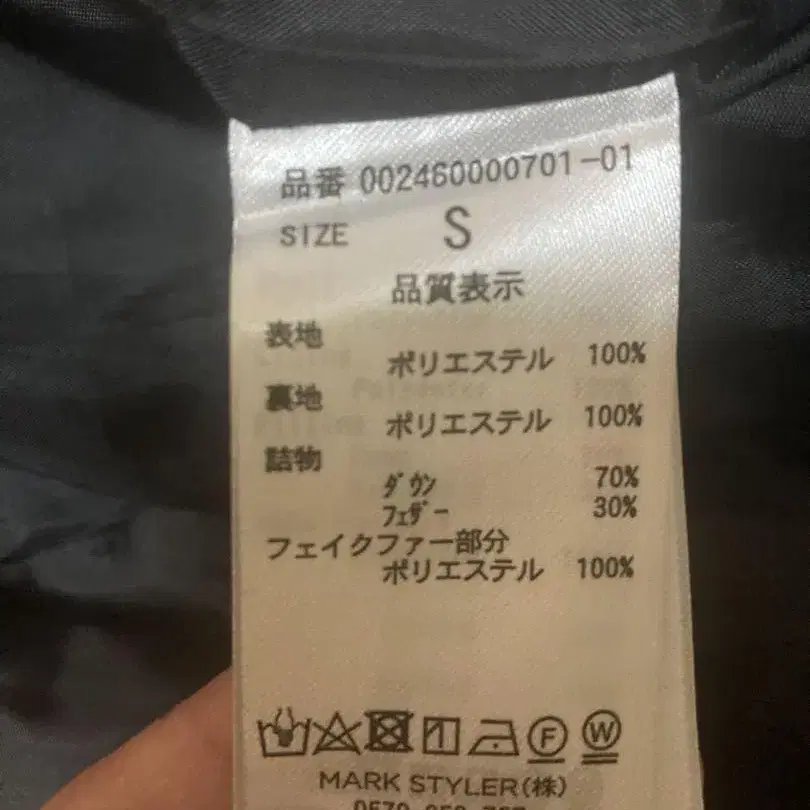 品番 002460000701-01
SIZE S
品質表示
表地
ポリエステル 100%
裏地
ポリエステル 100%
詰物
ダウン 70%
フェザー 30%
フェイクファー部分
ポリエステル 100%
F W
MARK STYLER(株)